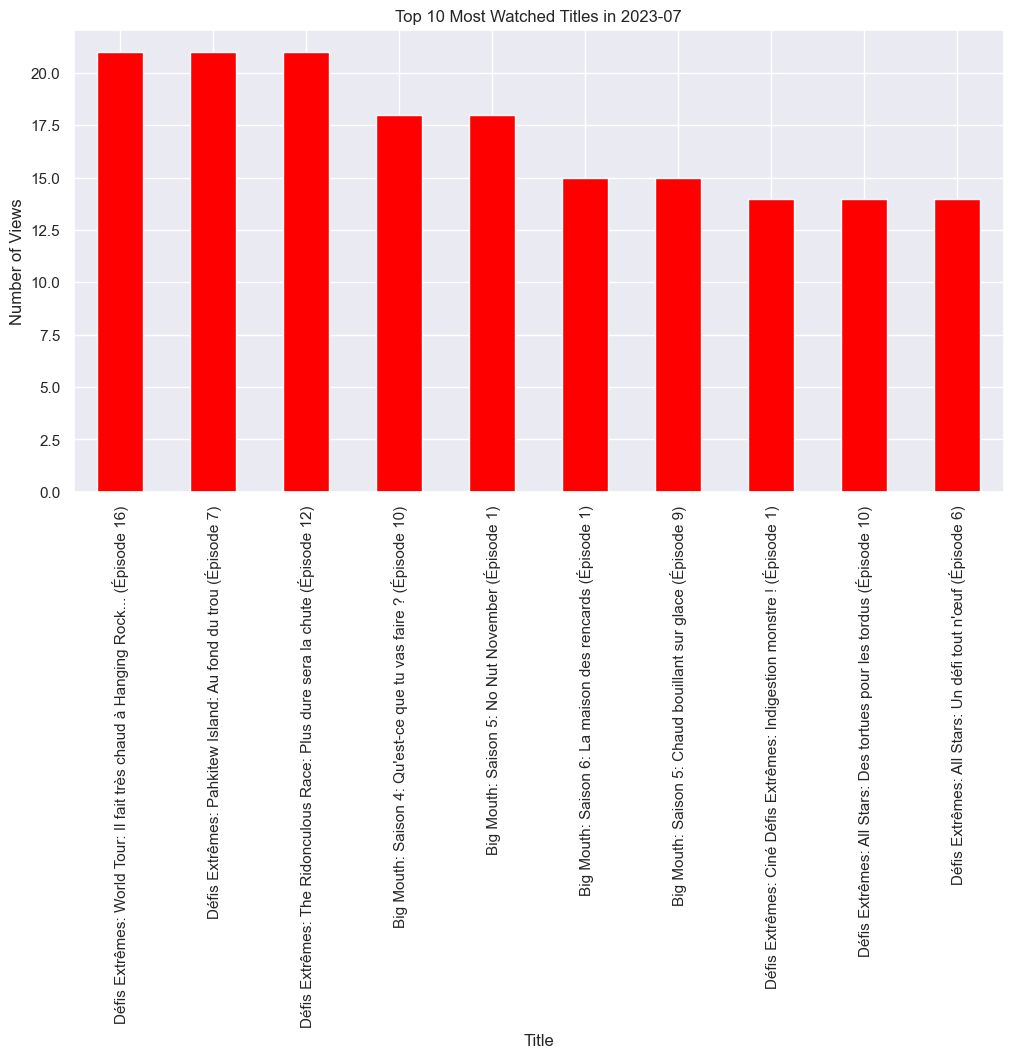 Top 10 Most Watched Titles in 2023-07
Number of Views
20.0
17.5
15.0
12.5
10.0
7.5
5.0
2.5
0.0
Défis Extrêmes: World Tour: Il fait très chaud à Hanging Rock... (Épisode 16)
Défis Extrêmes: Pahkitew Island: Au fond du trou (Épisode 7)
Défis Extrêmes: The Ridonculous Race: Plus dure sera la chute (Épisode 12)
Big Mouth: Saison 4: Qu'est-ce que tu vas faire ? (Épisode 10)
Big Mouth: Saison 5: No Nut November (Épisode 1)
Big Mouth: Saison 6: La maison des rencards (Épisode 1)
Big Mouth: Saison 5: Chaud bouillant sur glace (Épisode 9)
Défis Extrêmes: Ciné Défis Extrêmes: Indigestion monstre ! (Épisode 1)
Défis Extrêmes: All Stars: Des tortues pour les tordus (Épisode 10)
Défis Extrêmes: All Stars: Un défi tout n'œuf (Épisode 6)
Title